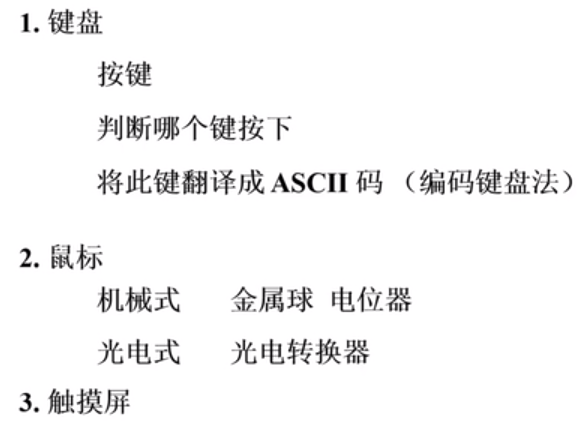 1. 键盘
按键
判断哪个键按下
将此键翻译成 ASCII 码 （编码键盘法）
2. 鼠标
机械式 金属球 电位器
光电式 光电转换器
3. 触摸屏